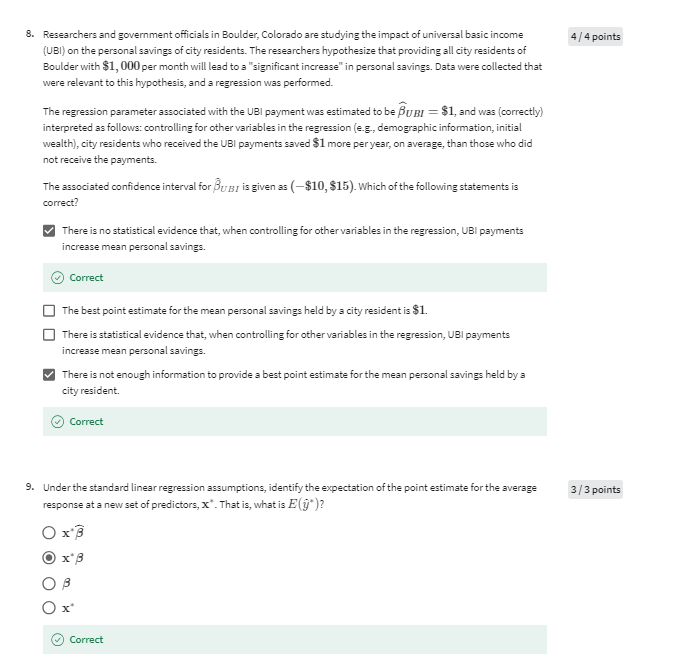 8. Researchers and government officials in Boulder, Colorado are studying the impact of universal basic income
4 / 4 points
(UBI) on the personal savings of city residents. The researchers hypothesize that providing all city residents of
Boulder with $1,000 per month will lead to a "significant increase" in personal savings. Data were collected that
were relevant to this hypothesis, and a regression was performed.
The regression parameter associated with the UBI payment was estimated to be β̂_UBI = $1, and was (correctly)
interpreted as follows: controlling for other variables in the regression (e.g., demographic information, initial
wealth), city residents who received the UBI payments saved $1 more per year, on average, than those who did
not receive the payments.
The associated confidence interval for β̂_UBI is given as (−$10, $15). Which of the following statements is
correct?
There is no statistical evidence that, when controlling for other variables in the regression, UBI payments
increase mean personal savings.
Correct
The best point estimate for the mean personal savings held by a city resident is $1.
There is statistical evidence that, when controlling for other variables in the regression, UBI payments
increase mean personal savings.
There is not enough information to provide a best point estimate for the mean personal savings held by a
city resident.
Correct
9. Under the standard linear regression assumptions, identify the expectation of the point estimate for the average
3 / 3 points
response at a new set of predictors, x*. That is, what is E(ŷ*)?
x*β̂
x*β
β
x*
Correct